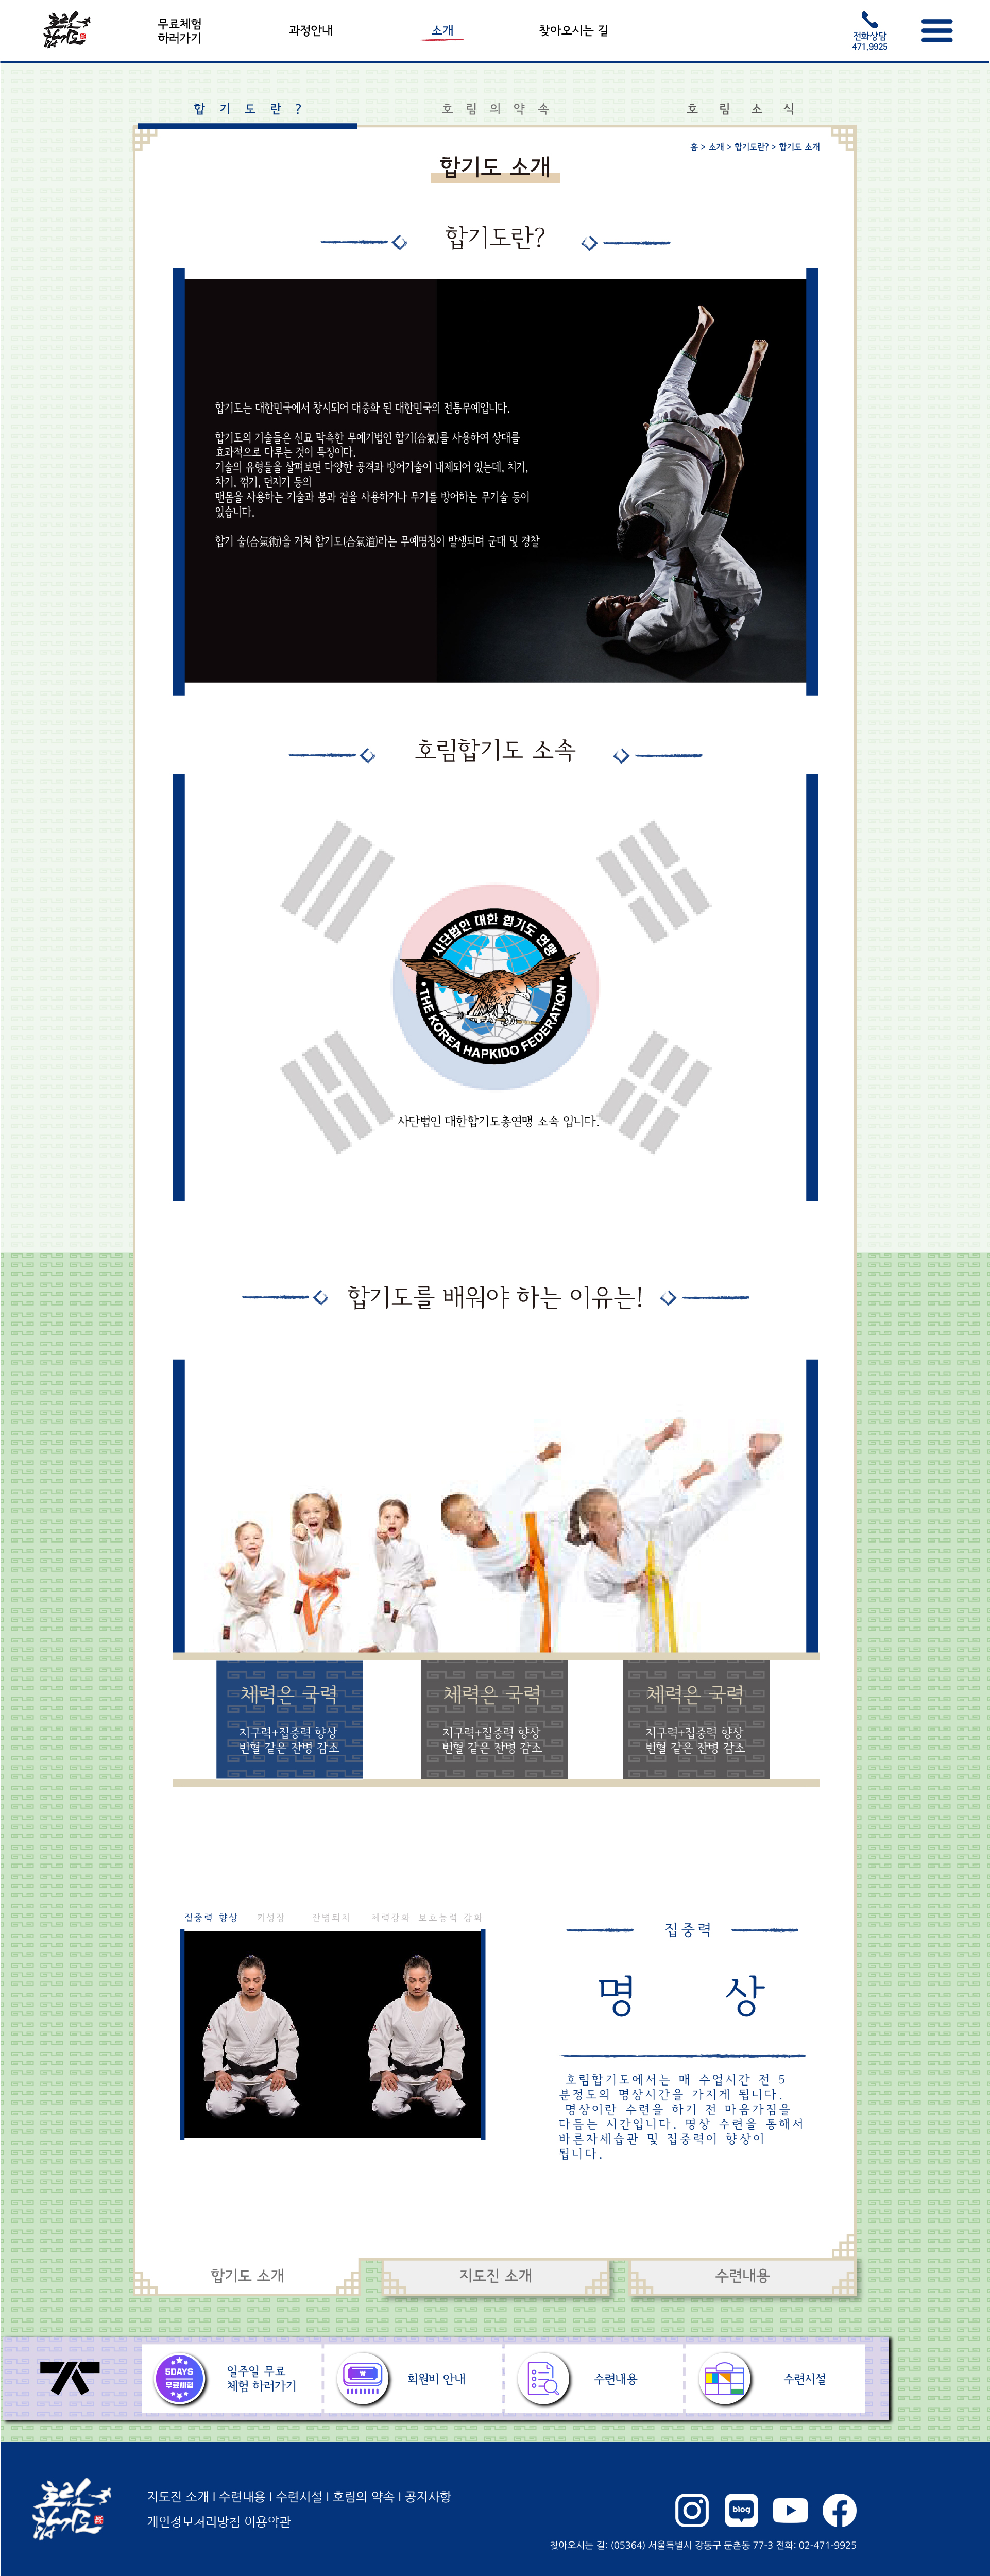 호림합기도
무료체험
하러가기
과정안내
소개
찾아오시는 길
전화상담
471.9925
합 기 도 란 ?
호 림 의 약 속
호 림 소 식
홈 > 소개 > 합기도란? > 합기도 소개
합기도 소개
합기도란?
합기도는 대한민국에서 창시되어 대중화 된 대한민국의 전통무예입니다.
합기도의 기술들은 신묘 막측한 무예기법인 합기(合氣)를 사용하여 상대를
효과적으로 다루는 것이 특징이다.
기술의 유형들을 살펴보면 다양한 공격과 방어기술이 내제되어 있는데, 치기,
차기, 꺾기, 던지기 등의
맨몸을 사용하는 기술과 봉과 검을 사용하거나 무기를 방어하는 무기술 등이
있습니다.
합기 술(合氣術)을 거쳐 합기도(合氣道)라는 무예명칭이 발생되며 군대 및 경찰
호림합기도 소속
사단법인 대한 합기도 연맹
• THE KOREA HAPKIDO FEDERATION •
사단법인 대한합기도총연맹 소속 입니다.
합기도를 배워야 하는 이유는!
체력은 국력
지구력+집중력 향상
빈혈 같은 잔병 감소
체력은 국력
지구력+집중력 향상
빈혈 같은 잔병 감소
체력은 국력
지구력+집중력 향상
빈혈 같은 잔병 감소
집중력 향상 키성장 잔병퇴치 체력강화 보호능력 강화
집중력
명 상
호림합기도에서는 매 수업시간 전 5
분정도의 명상시간을 가지게 됩니다.
명상이란 수련을 하기 전 마음가짐을
다듬는 시간입니다. 명상 수련을 통해서
바른자세습관 및 집중력이 향상이
됩니다.
합기도 소개
지도진 소개
수련내용
5DAYS
무료체험
일주일 무료
체험 하러가기
W
회원비 안내
수련내용
수련시설
호림합기도
지도진 소개 I 수련내용 I 수련시설 I 호림의 약속 I 공지사항
개인정보처리방침 이용약관
blog
찾아오시는 길: (05364) 서울특별시 강동구 둔촌동 77-3 전화: 02-471-9925